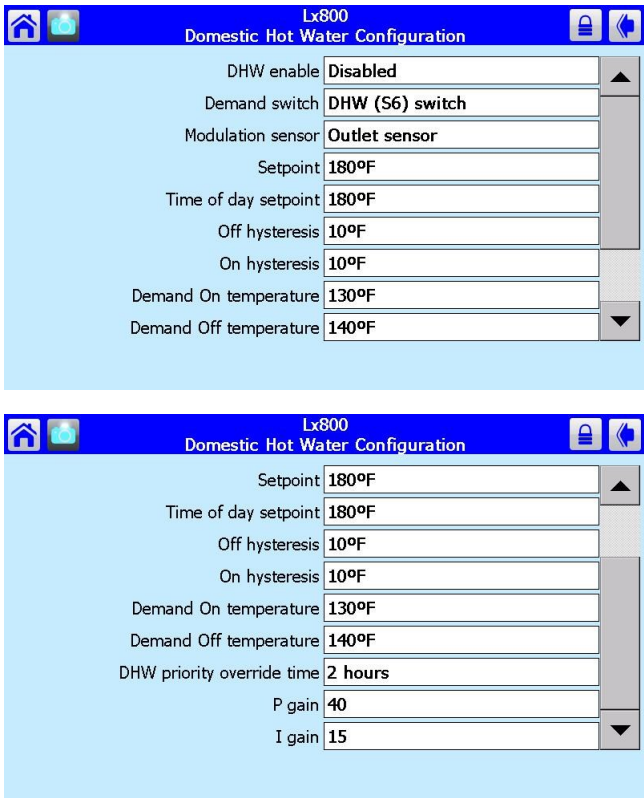 Lx800
Domestic Hot Water Configuration
DHW enable Disabled
Demand switch DHW (S6) switch
Modulation sensor Outlet sensor
Setpoint 180ºF
Time of day setpoint 180ºF
Off hysteresis 10ºF
On hysteresis 10ºF
Demand On temperature 130ºF
Demand Off temperature 140ºF
Lx800
Domestic Hot Water Configuration
Setpoint 180ºF
Time of day setpoint 180ºF
Off hysteresis 10ºF
On hysteresis 10ºF
Demand On temperature 130ºF
Demand Off temperature 140ºF
DHW priority override time 2 hours
P gain 40
I gain 15